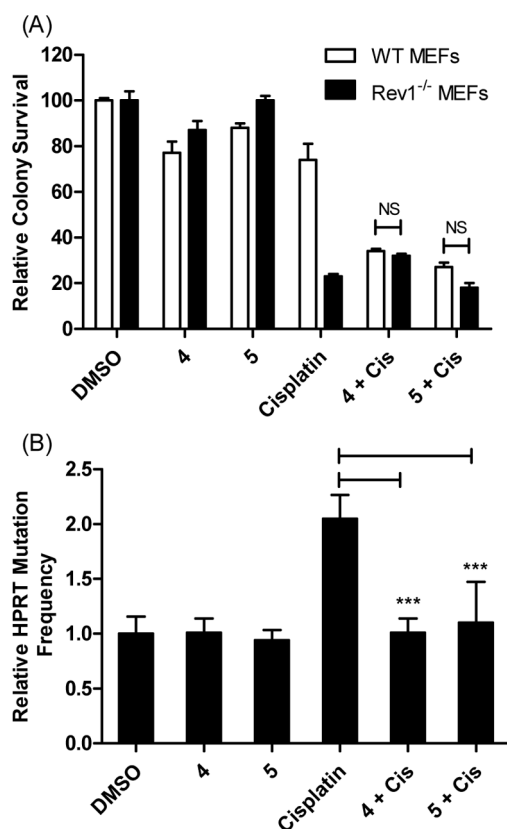 (A)
120
100
80
60
40
20
0
Relative Colony Survival
WT MEFs
Rev1-/- MEFs
NS
NS
DMSO
4
5
Cisplatin
4 + Cis
5 + Cis
(B)
2.5
2.0
1.5
1.0
0.5
0.0
Relative HPRT Mutation
Frequency
***
***
DMSO
4
5
Cisplatin
4 + Cis
5 + Cis